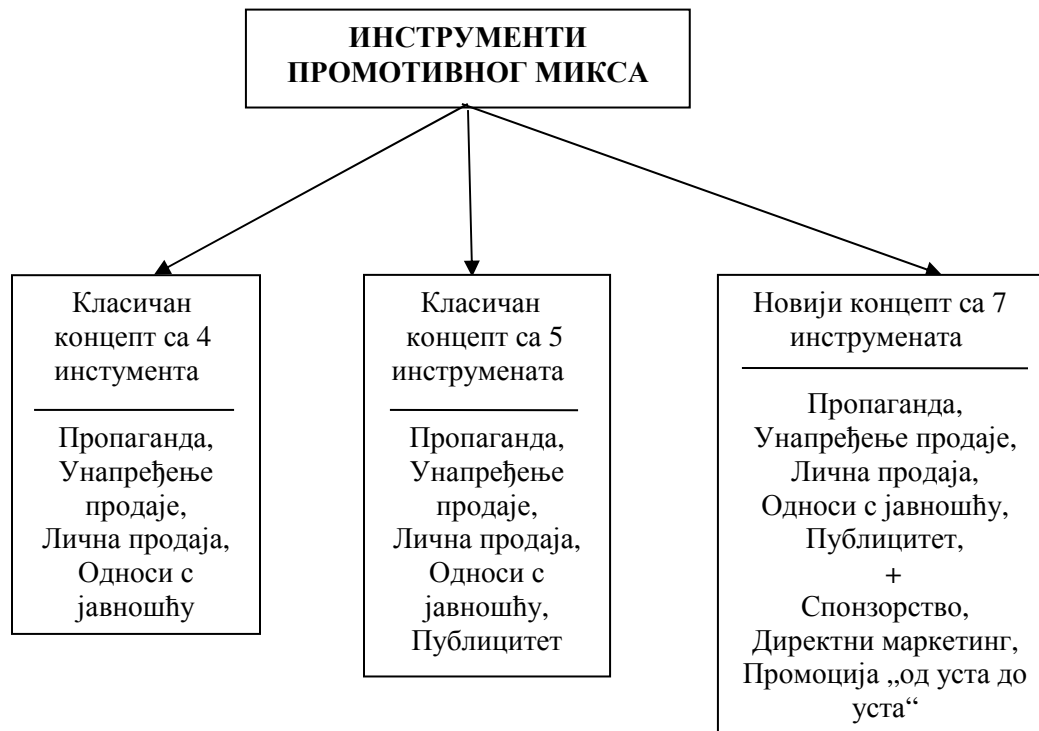 ИНСТРУМЕНТИ
ПРОМОТИВНОГ МИКСА
Класичан
концепт са 4
инстумента
Пропаганда,
Унапређење
продаје,
Лична продаја,
Односи с
јавношћу
Класичан
концепт са 5
инструмената
Пропаганда,
Унапређење
продаје,
Лична продаја,
Односи с
јавношћу,
Публицитет
Новији концепт са 7
инструмената
Пропаганда,
Унапређење продаје,
Лична продаја,
Односи с јавношћу,
Публицитет,
+
Спонзорство,
Директни маркетинг,
Промоција „од уста до
уста“